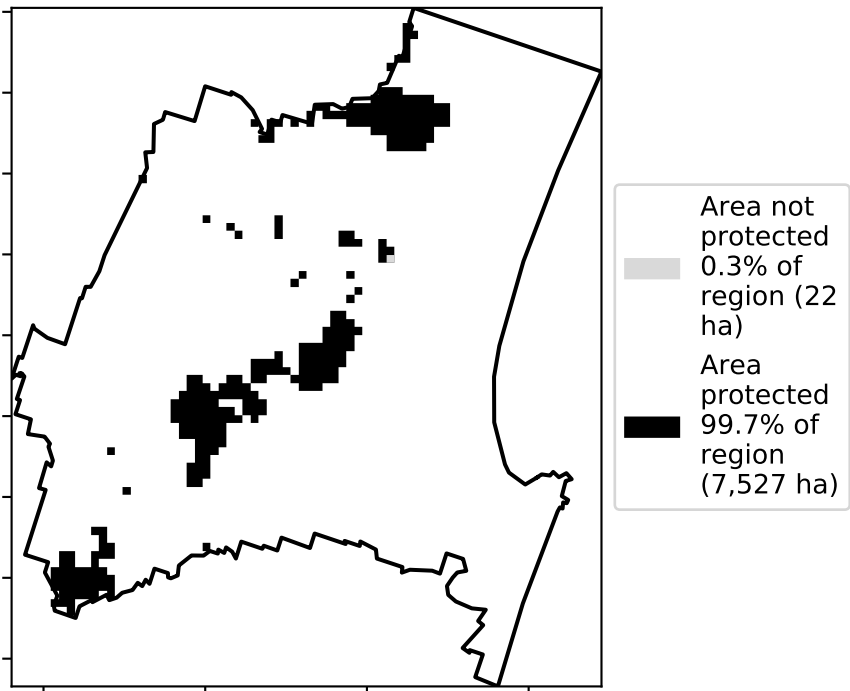 Area not
protected
0.3% of
region (22
ha)
Area
protected
99.7% of
region
(7,527 ha)